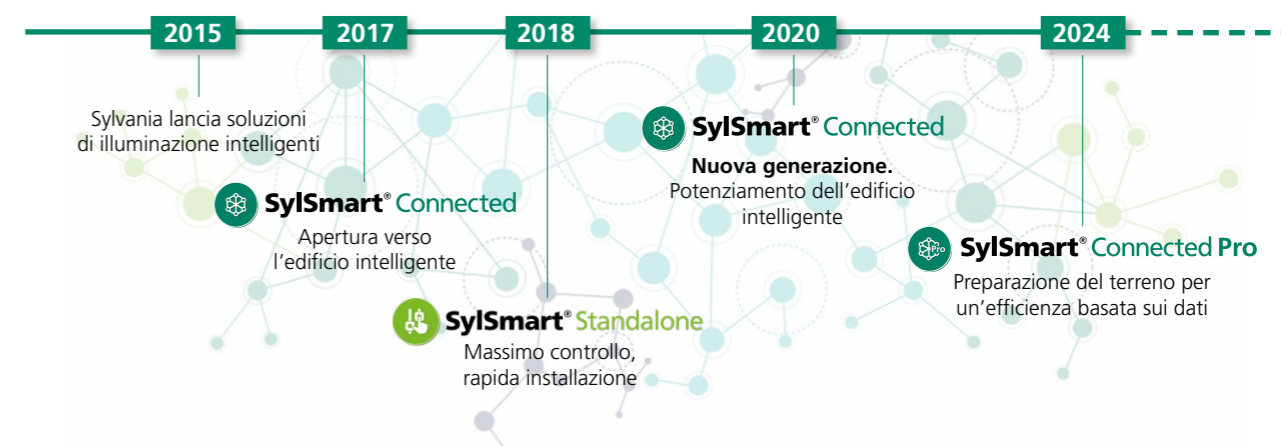 2015
2017
2018
2020
2024
Sylvania lancia soluzioni
di illuminazione intelligenti
SylSmart® Connected
Apertura verso
l'edificio intelligente
SylSmart® Standalone
Massimo controllo,
rapida installazione
SylSmart® Connected
Nuova generazione.
Potenziamento dell'edificio
intelligente
Pro
SylSmart® Connected Pro
Preparazione del terreno per
un'efficienza basata sui dati